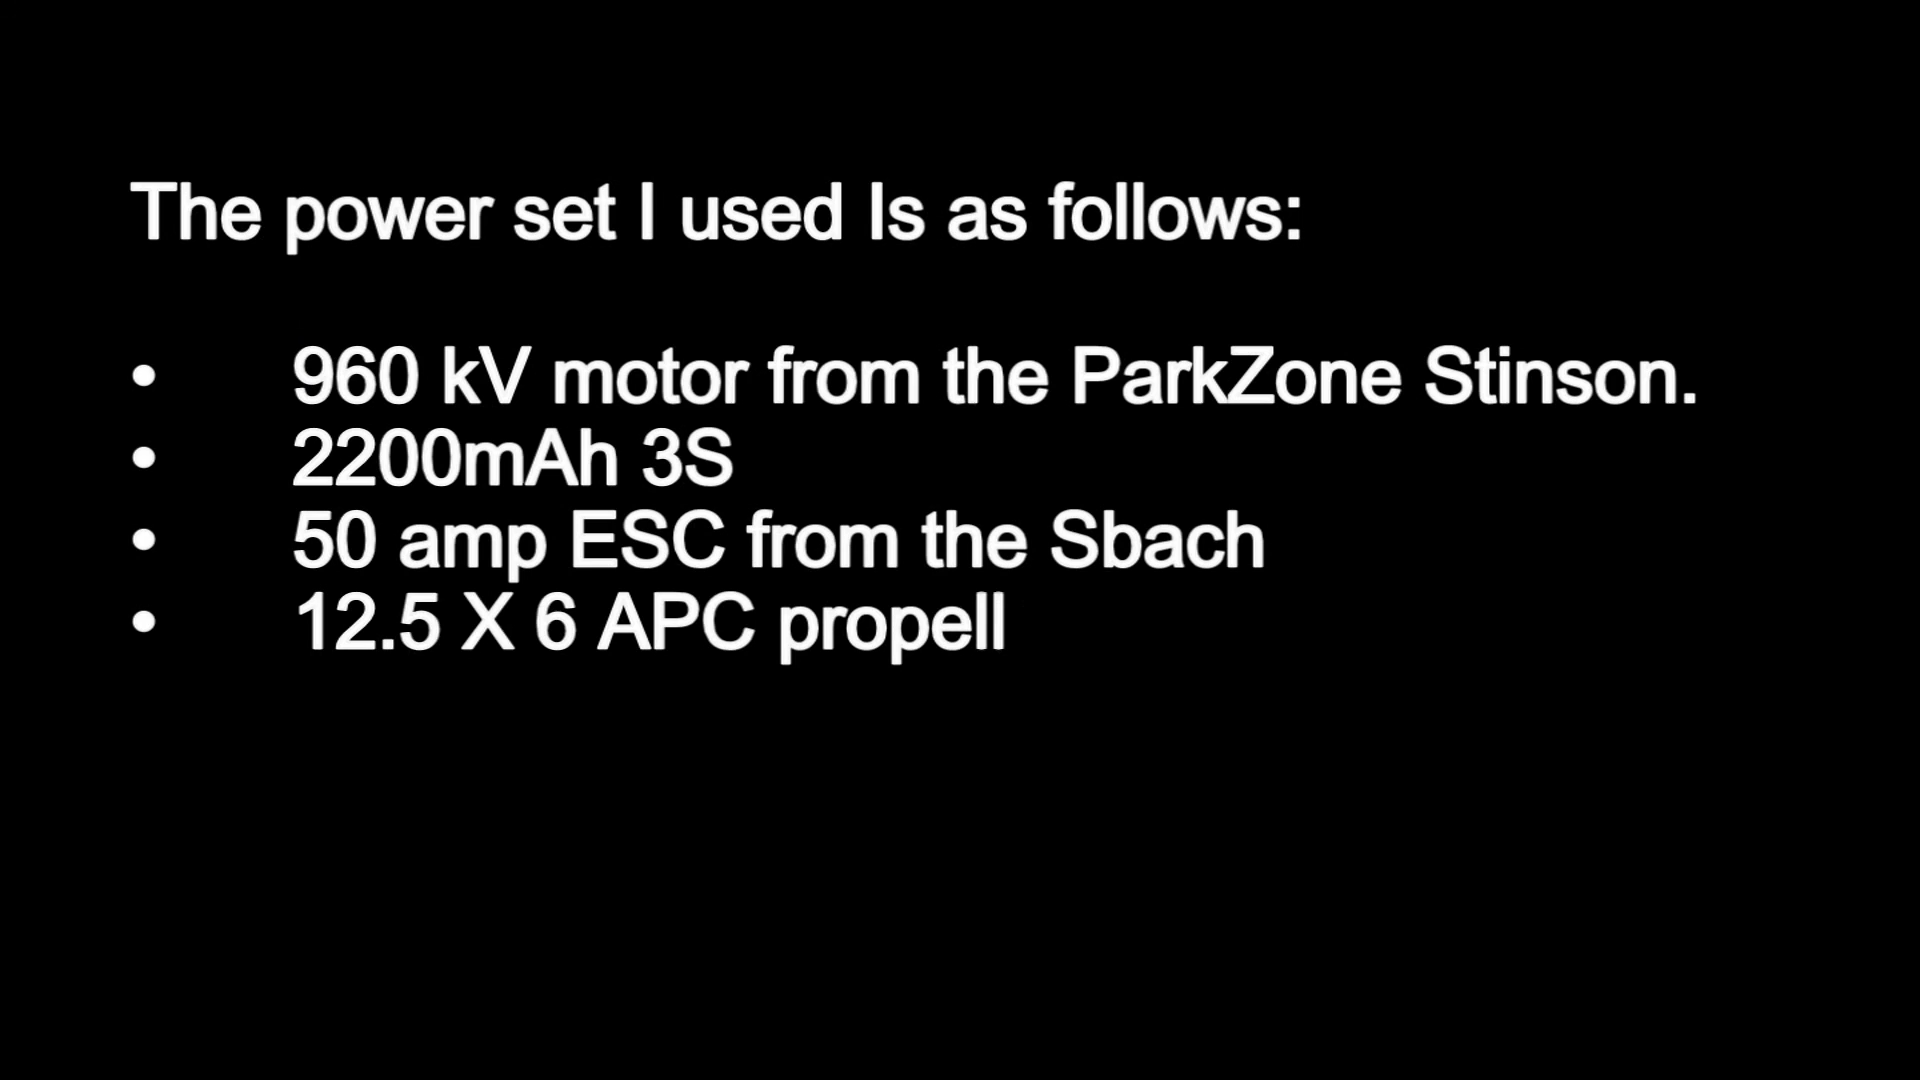 The power set I used Is as follows:
• 960 kV motor from the ParkZone Stinson.
• 2200mAh 3S
• 50 amp ESC from the Sbach
• 12.5 X 6 APC propell